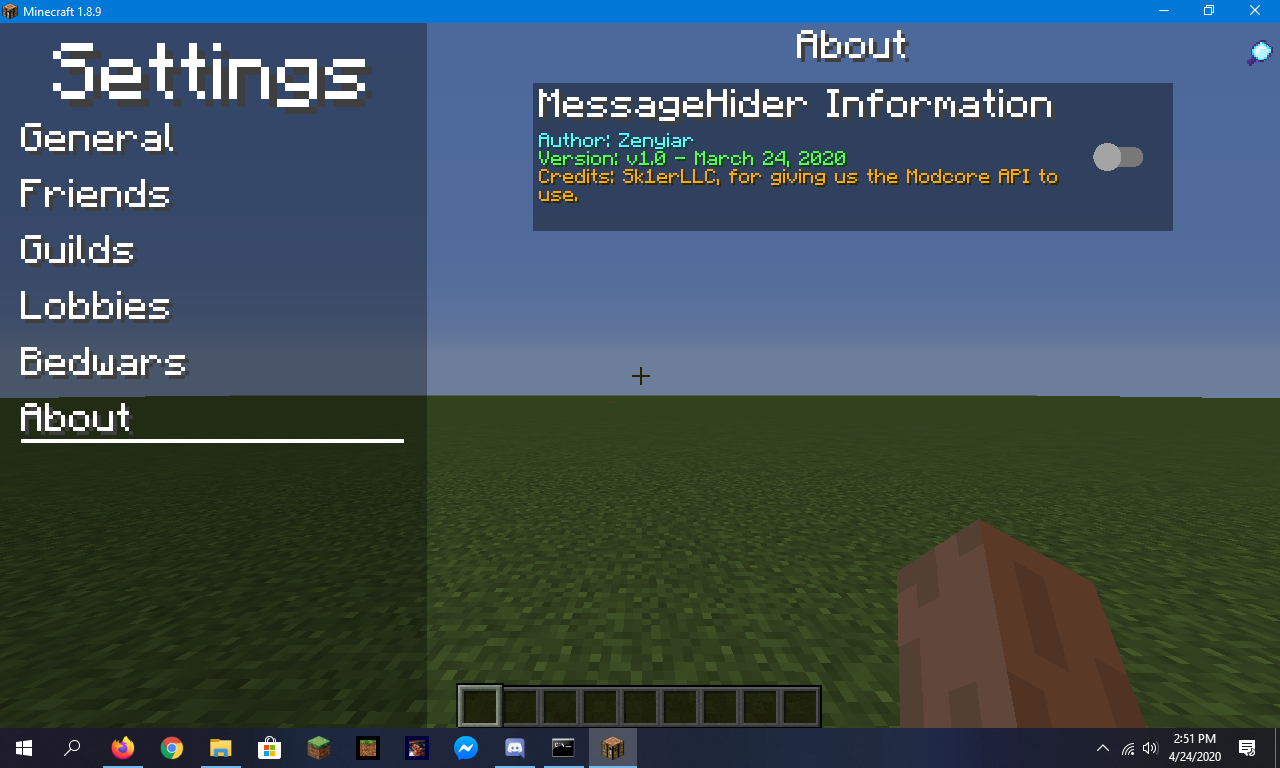 Minecraft 1.8.9
Settings
General
Friends
Guilds
Lobbies
Bedwars
About
About
MessageHider Information
Author: Zenyiar
Version: v1.0 - March 24, 2020
Credits: Sk1erLLC, for giving us the Modcore API to
use.
2:51 PM
4/24/2020